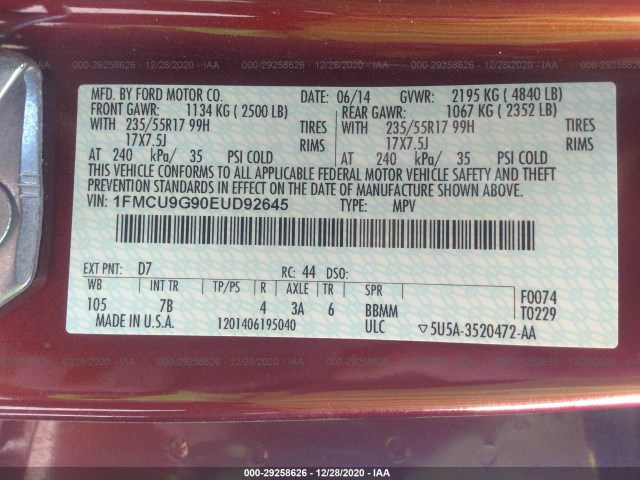 000-29258626 - 12/28/2020 - IAA
MFD. BY FORD MOTOR CO. DATE: 06/14 GVWR: 2195 KG ( 4840 LB)
FRONT GAWR: 1134 KG ( 2500 LB) REAR GAWR: 1067 KG ( 2352 LB)
WITH 235/55R17 99H TIRES WITH 235/55R17 99H TIRES
17X7.5J RIMS 17X7.5J RIMS
AT 240 kPa/ 35 PSI COLD AT 240 kPa/ 35 PSI COLD
THIS VEHICLE CONFORMS TO ALL APPLICABLE FEDERAL MOTOR VEHICLE SAFETY AND THEFT
PREVENTION STANDARDS IN EFFECT ON THE DATE OF MANUFACTURE SHOWN ABOVE.
VIN: 1FMCU9G90EUD92645 TYPE: MPV
EXT PNT: D7 RC: 44 DSO:
WB INT TR TP/PS R AXLE TR SPR F0074
105 7B 4 3A 6 BBMM T0229
MADE IN U.S.A. 1201406195040 ULC ▽5U5A-3520472-AA
000-29258626 - 12/28/2020 - IAA